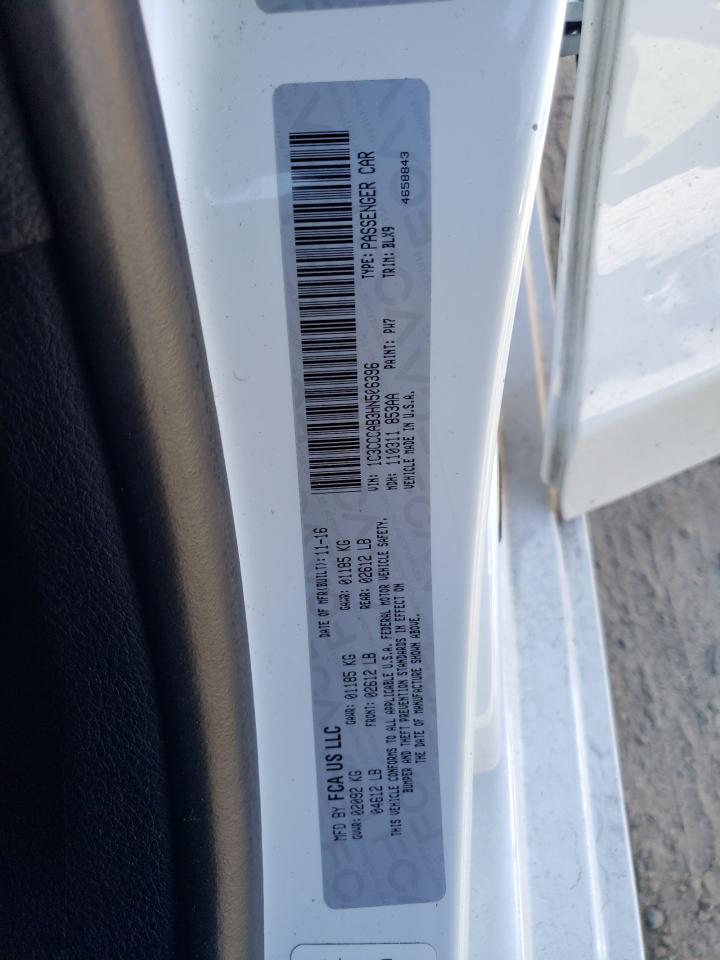 MFD BY FCA US LLC
DATE OF MFR(BUILT): 11-16
GVWR: 02092 KG
GAWR: 01185 KG
GAWR: 01185 KG
04612 LB
FRONT: 02612 LB
REAR: 02612 LB
THIS VEHICLE CONFORMS TO ALL APPLICABLE U.S.A. FEDERAL MOTOR VEHICLE SAFETY,
BUMPER AND THEFT PREVENTION STANDARDS IN EFFECT ON
THE DATE OF MANUFACTURE SHOWN ABOVE.
VIN: 1C3CCCAB3HN506396
TYPE: PASSENGER CAR
MDH: 110311 853AA
PAINT: PW7
TRIM: BLX9
VEHICLE MADE IN U.S.A.
4658843